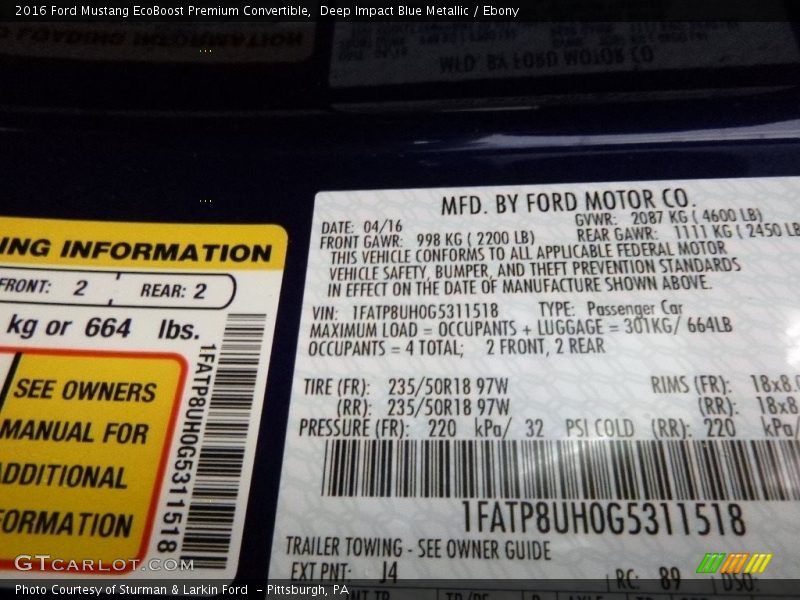 2016 Ford Mustang EcoBoost Premium Convertible, Deep Impact Blue Metallic / Ebony
MFD. BY FORD MOTOR CO
ING INFORMATION
FRONT: 2
REAR: 2
kg or 664 lbs.
SEE OWNERS
MANUAL FOR
ADDITIONAL
FORMATION
1FATP8UH0G5311518
MFD. BY FORD MOTOR CO.
DATE: 04/16 GVWR: 2087 KG ( 4600 LB)
FRONT GAWR: 998 KG ( 2200 LB) REAR GAWR: 1111 KG ( 2450 LB
THIS VEHICLE CONFORMS TO ALL APPLICABLE FEDERAL MOTOR
VEHICLE SAFETY, BUMPER, AND THEFT PREVENTION STANDARDS
IN EFFECT ON THE DATE OF MANUFACTURE SHOWN ABOVE.
VIN: 1FATP8UH0G5311518 TYPE: Passenger Car
MAXIMUM LOAD = OCCUPANTS + LUGGAGE = 301KG/ 664LB
OCCUPANTS = 4 TOTAL; 2 FRONT, 2 REAR
TIRE (FR): 235/50R18 97W RIMS (FR): 18x8.0
(RR): 235/50R18 97W (RR): 18x8.
PRESSURE (FR): 220 kPa/ 32 PSI COLD (RR): 220 kPa/
1FATP8UH0G5311518
TRAILER TOWING - SEE OWNER GUIDE
EXT PNT: J4 RC: 89 DSO:
GTCARLOT.COM
Photo Courtesy of Sturman & Larkin Ford - Pittsburgh, PA